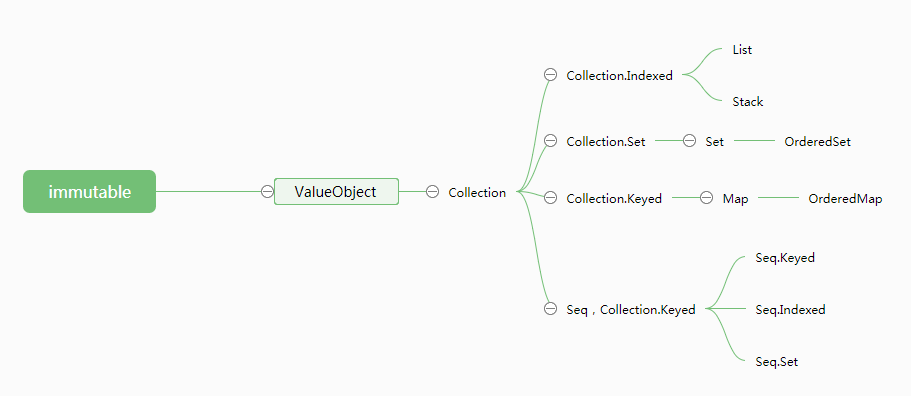 immutable
ValueObject
Collection
Collection.Indexed
List
Stack
Collection.Set
Set
OrderedSet
Collection.Keyed
Map
OrderedMap
Seq，Collection.Keyed
Seq.Keyed
Seq.Indexed
Seq.Set